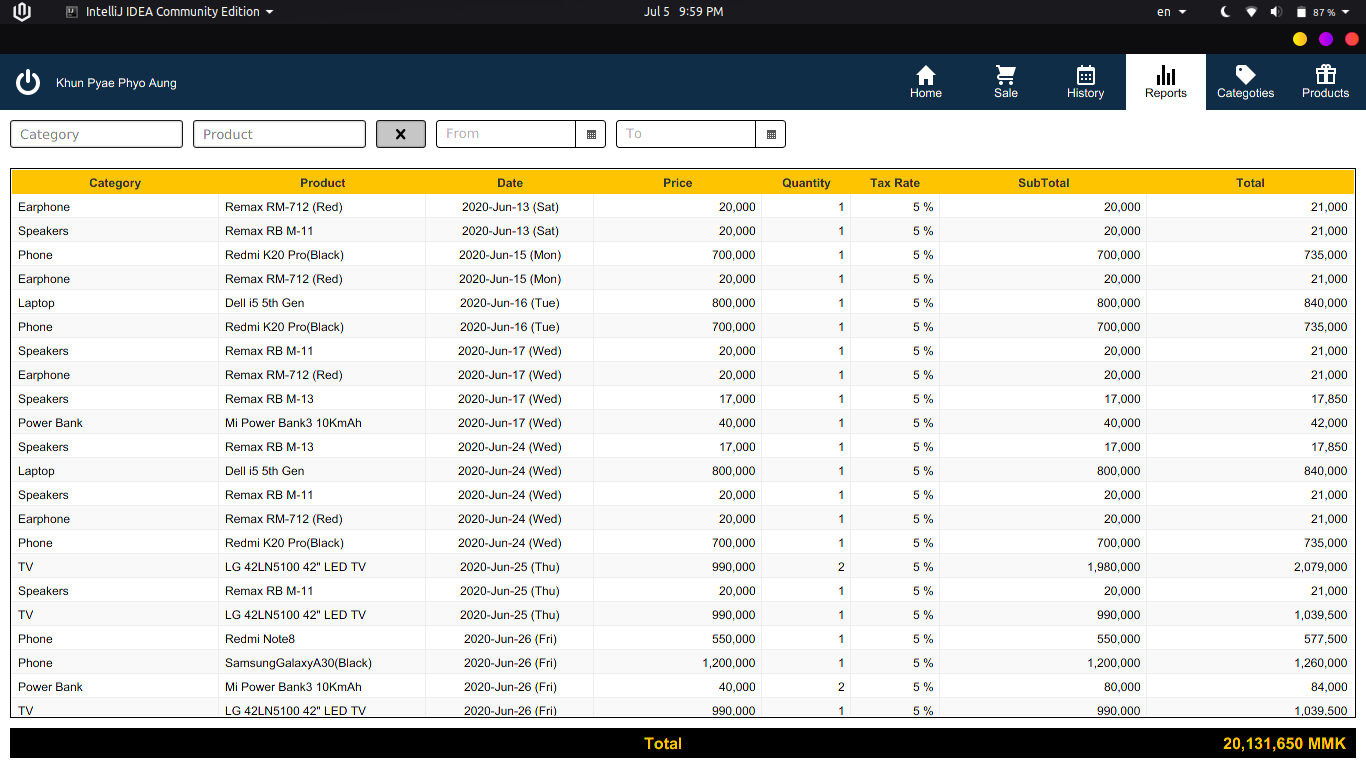 IntelliJ IDEA Community Edition Jul 5 9:59 PM en 87 %
Khun Pyae Phyo Aung Home Sale History Reports Categoties Products
Category Product X From To
Category Product Date Price Quantity Tax Rate SubTotal Total
Earphone Remax RM-712 (Red) 2020-Jun-13 (Sat) 20,000 1 5 % 20,000 21,000
Speakers Remax RB M-11 2020-Jun-13 (Sat) 20,000 1 5 % 20,000 21,000
Phone Redmi K20 Pro(Black) 2020-Jun-15 (Mon) 700,000 1 5 % 700,000 735,000
Earphone Remax RM-712 (Red) 2020-Jun-15 (Mon) 20,000 1 5 % 20,000 21,000
Laptop Dell i5 5th Gen 2020-Jun-16 (Tue) 800,000 1 5 % 800,000 840,000
Phone Redmi K20 Pro(Black) 2020-Jun-16 (Tue) 700,000 1 5 % 700,000 735,000
Speakers Remax RB M-11 2020-Jun-17 (Wed) 20,000 1 5 % 20,000 21,000
Earphone Remax RM-712 (Red) 2020-Jun-17 (Wed) 20,000 1 5 % 20,000 21,000
Speakers Remax RB M-13 2020-Jun-17 (Wed) 17,000 1 5 % 17,000 17,850
Power Bank Mi Power Bank3 10KmAh 2020-Jun-17 (Wed) 40,000 1 5 % 40,000 42,000
Speakers Remax RB M-13 2020-Jun-24 (Wed) 17,000 1 5 % 17,000 17,850
Laptop Dell i5 5th Gen 2020-Jun-24 (Wed) 800,000 1 5 % 800,000 840,000
Speakers Remax RB M-11 2020-Jun-24 (Wed) 20,000 1 5 % 20,000 21,000
Earphone Remax RM-712 (Red) 2020-Jun-24 (Wed) 20,000 1 5 % 20,000 21,000
Phone Redmi K20 Pro(Black) 2020-Jun-24 (Wed) 700,000 1 5 % 700,000 735,000
TV LG 42LN5100 42" LED TV 2020-Jun-25 (Thu) 990,000 2 5 % 1,980,000 2,079,000
Speakers Remax RB M-11 2020-Jun-25 (Thu) 20,000 1 5 % 20,000 21,000
TV LG 42LN5100 42" LED TV 2020-Jun-25 (Thu) 990,000 1 5 % 990,000 1,039,500
Phone Redmi Note8 2020-Jun-26 (Fri) 550,000 1 5 % 550,000 577,500
Phone SamsungGalaxyA30(Black) 2020-Jun-26 (Fri) 1,200,000 1 5 % 1,200,000 1,260,000
Power Bank Mi Power Bank3 10KmAh 2020-Jun-26 (Fri) 40,000 2 5 % 80,000 84,000
TV LG 42LN5100 42" LED TV 2020-Jun-26 (Fri) 990,000 1 5 % 990,000 1,039,500
Total 20,131,650 MMK